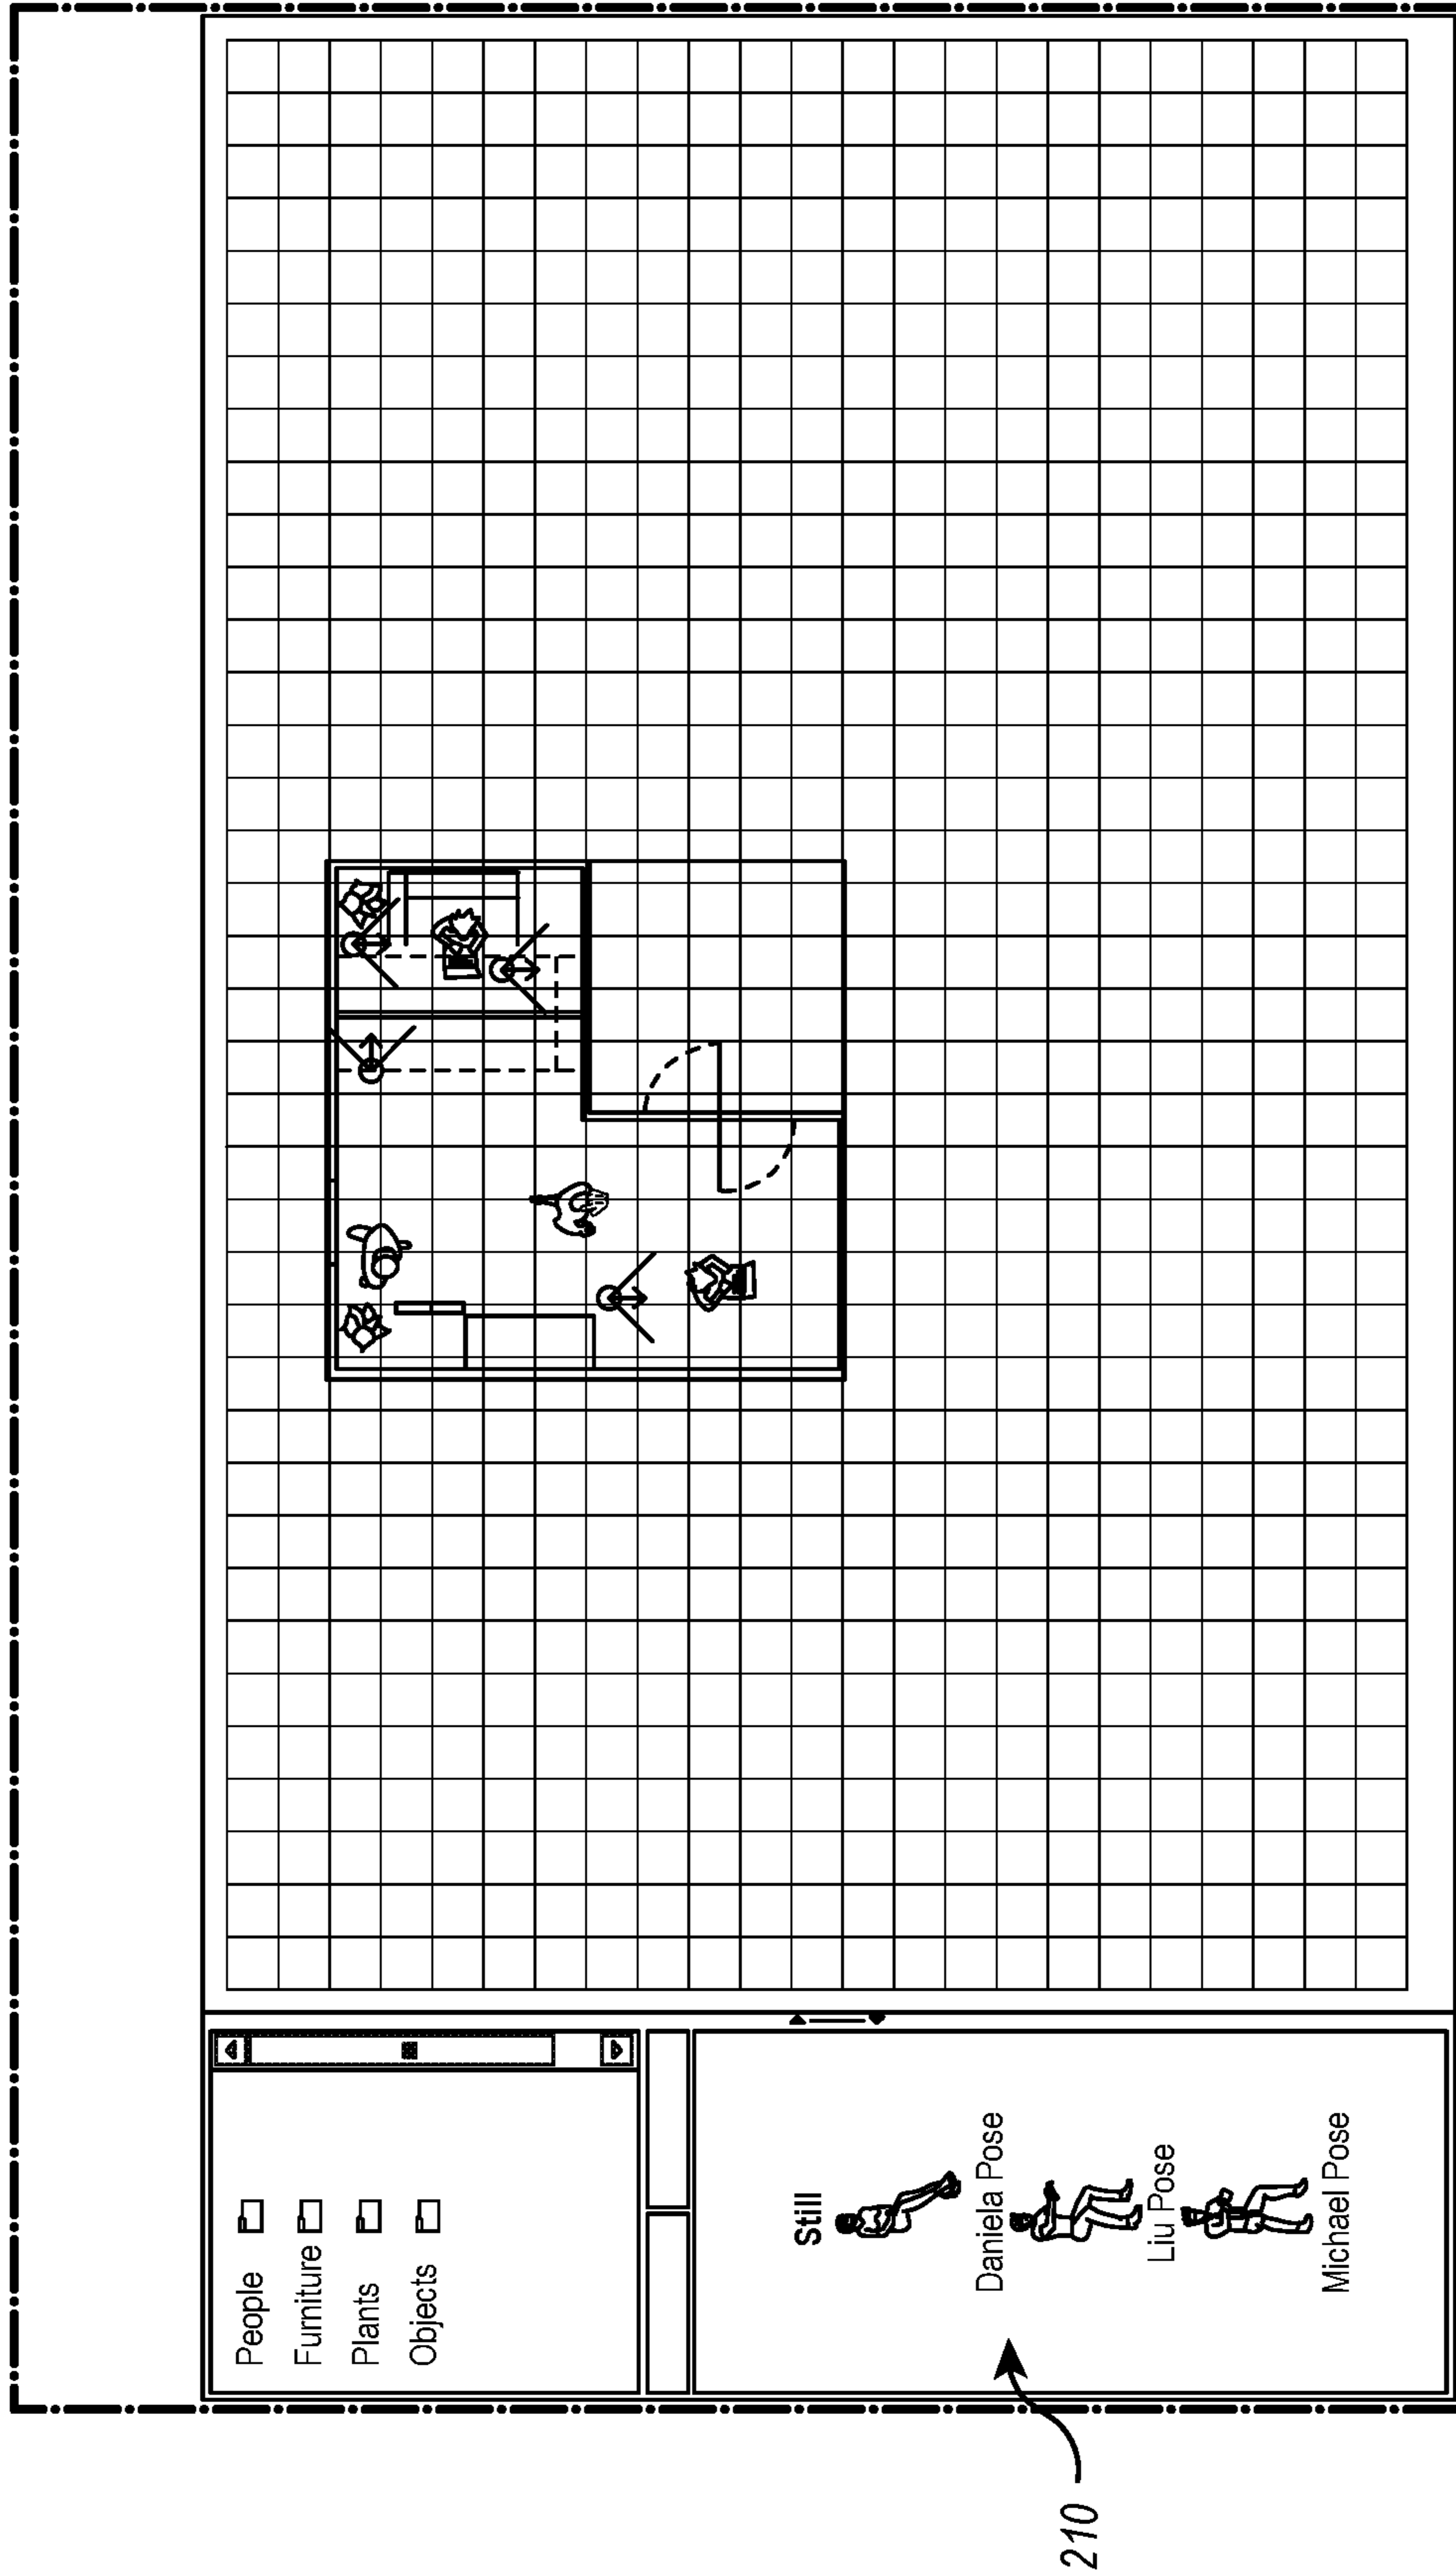 People
Furniture
Plants
Objects
Still
Daniela Pose
Liu Pose
Michael Pose
210